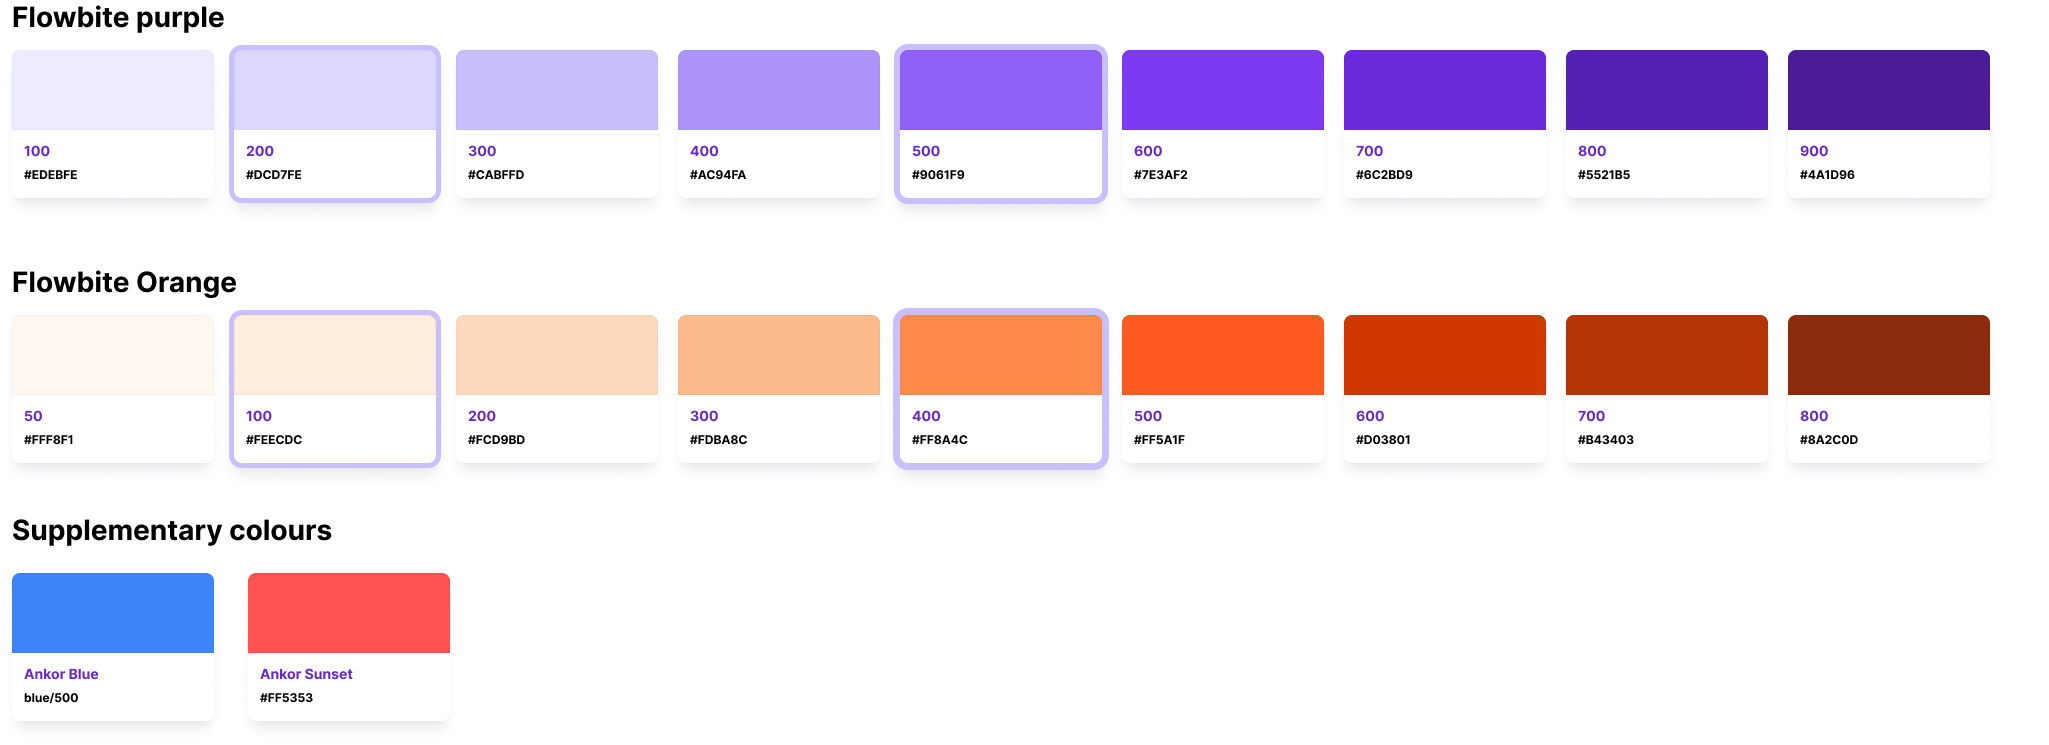 Flowbite purple
100 200 300 400 500 600 700 800 900
#EDEBFE #DCD7FE #CABFFD #AC94FA #9061F9 #7E3AF2 #6C2BD9 #5521B5 #4A1D96
Flowbite Orange
50 100 200 300 400 500 600 700 800
#FFF8F1 #FEECDC #FCD9BD #FDBA8C #FF8A4C #FF5A1F #D03801 #B43403 #8A2C0D
Supplementary colours
Ankor Blue Ankor Sunset
blue/500 #FF5353